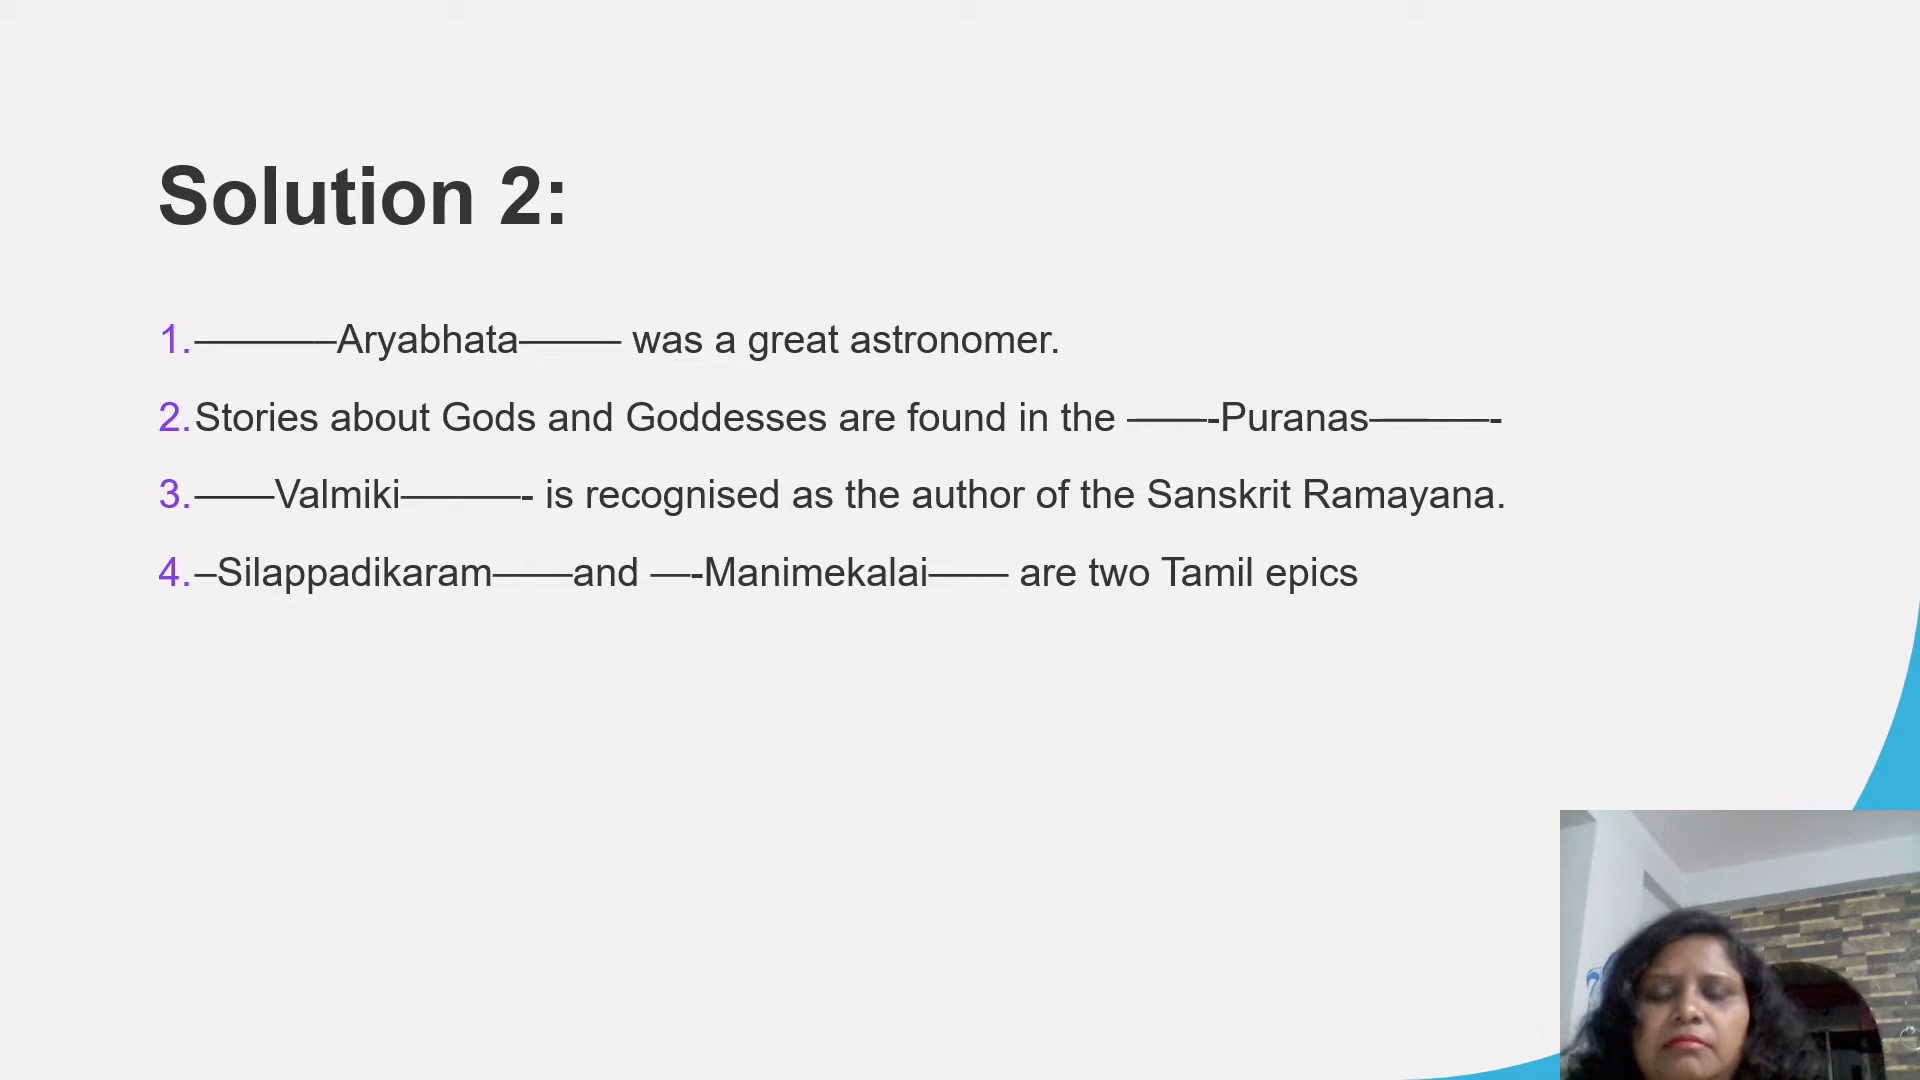 Solution 2:
1.———–Aryabhata——– was a great astronomer.
2.Stories about Gods and Goddesses are found in the ——-Puranas———-
3.——Valmiki———- is recognised as the author of the Sanskrit Ramayana.
4.–Silappadikaram——and —-Manimekalai—— are two Tamil epics